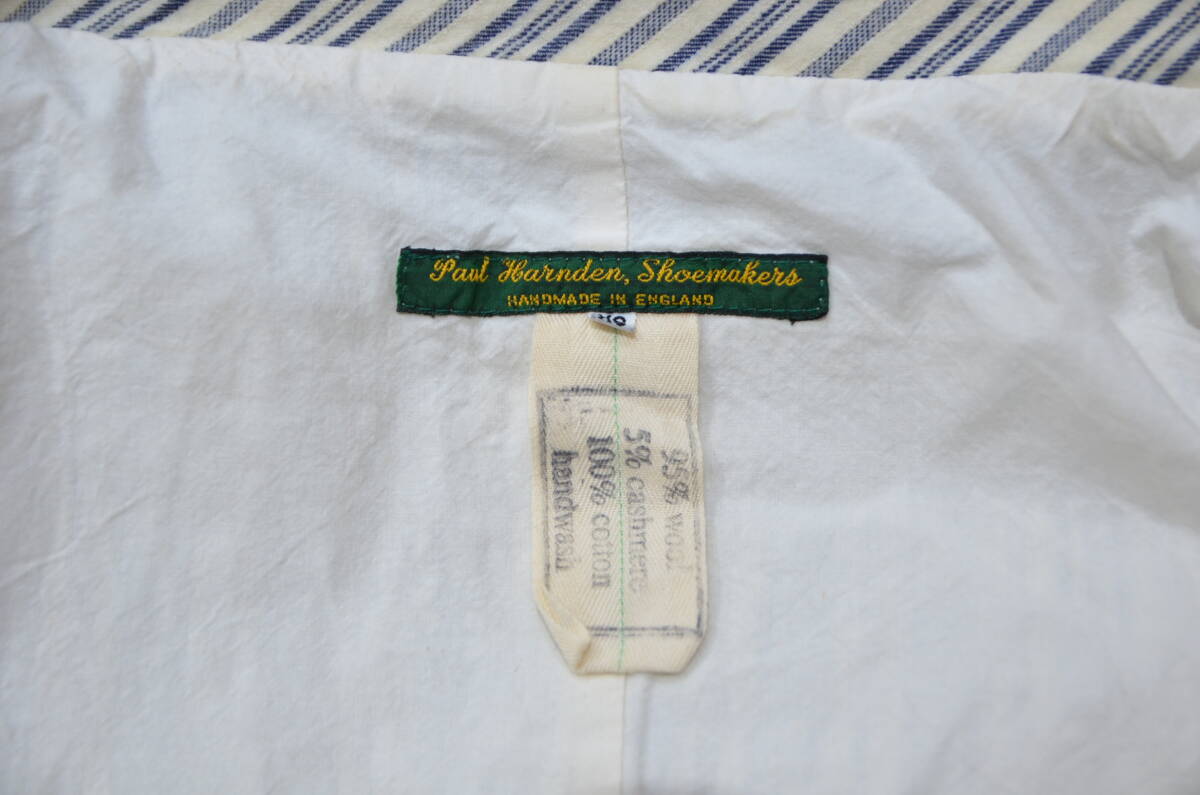 Paul Harnden, Shoemakers
HANDMADE IN ENGLAND
95% wool
5% cashmere
100% cotton
handwash